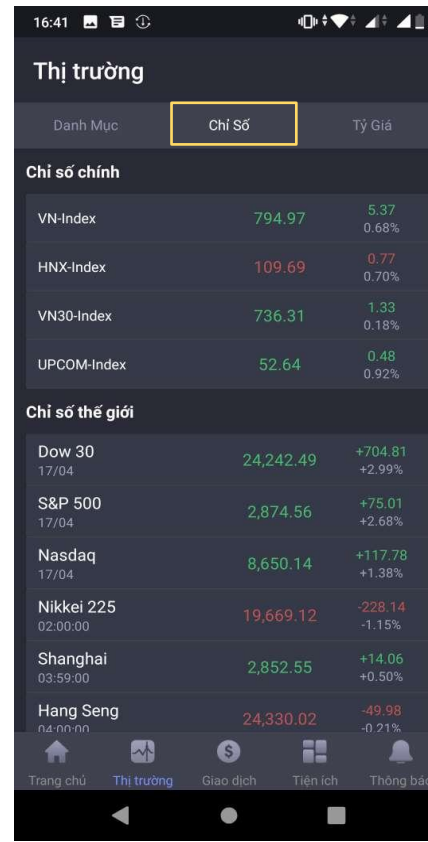 16:41
Thị trường
Danh Mục Chỉ Số Tỷ Giá
Chỉ số chính
VN-Index 794.97 5.37
0.68%
HNX-Index 109.69 0.77
0.70%
VN30-Index 736.31 1.33
0.18%
UPCOM-Index 52.64 0.48
0.92%
Chỉ số thế giới
Dow 30 24,242.49 +704.81
17/04 +2.99%
S&P 500 2,874.56 +75.01
17/04 +2.68%
Nasdaq 8,650.14 +117.78
17/04 +1.38%
Nikkei 225 19,669.12 -228.14
02:00:00 -1.15%
Shanghai 2,852.55 +14.06
03:59:00 +0.50%
Hang Seng 24,330.02 -49.98
04:00:00 -0.21%
Trang chủ Thị trường Giao dịch Tiện ích Thông báo